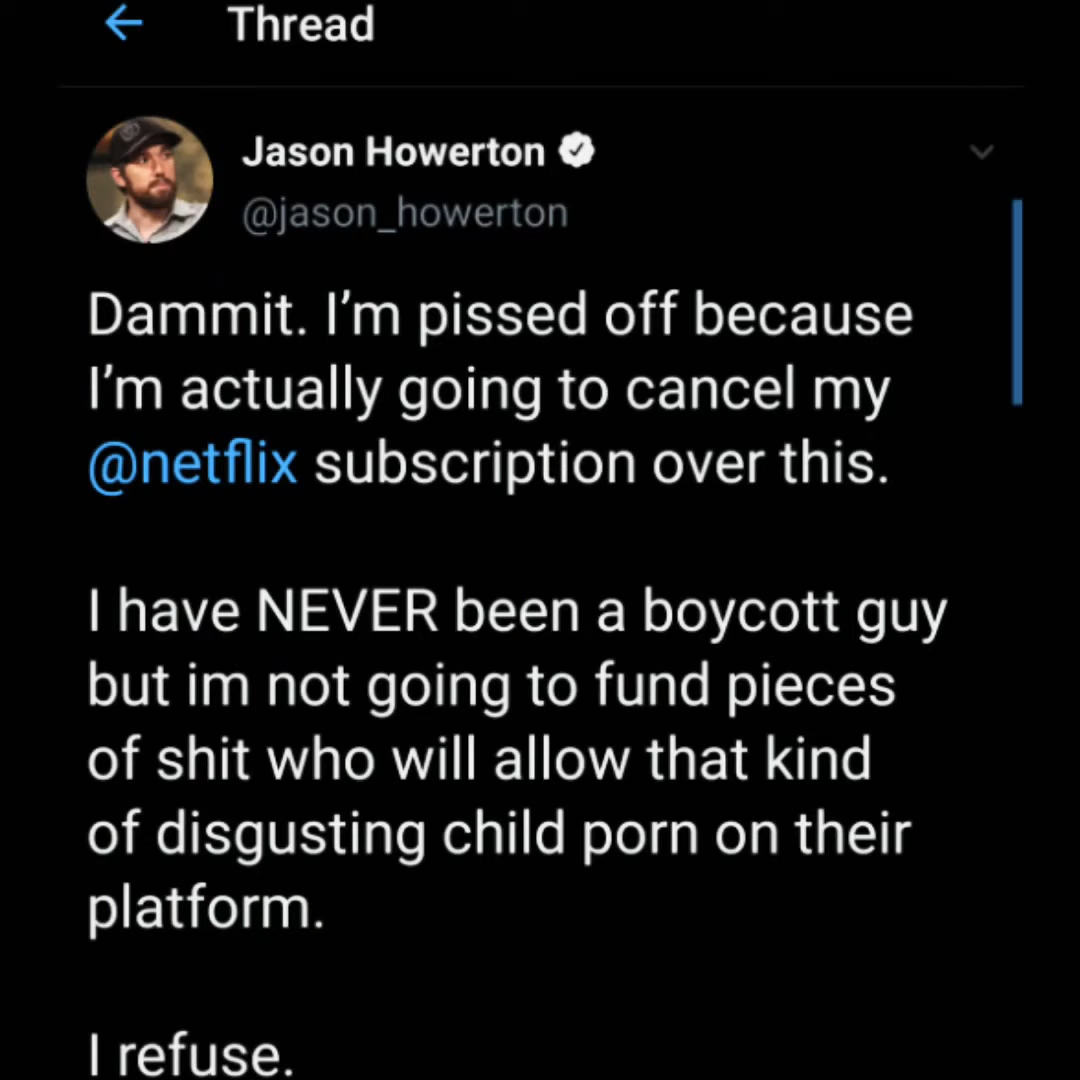 Thread
Jason Howerton
@jason_howerton
Dammit. I’m pissed off because
I’m actually going to cancel my
@netflix subscription over this.
I have NEVER been a boycott guy
but im not going to fund pieces
of shit who will allow that kind
of disgusting child porn on their
platform.
I refuse.